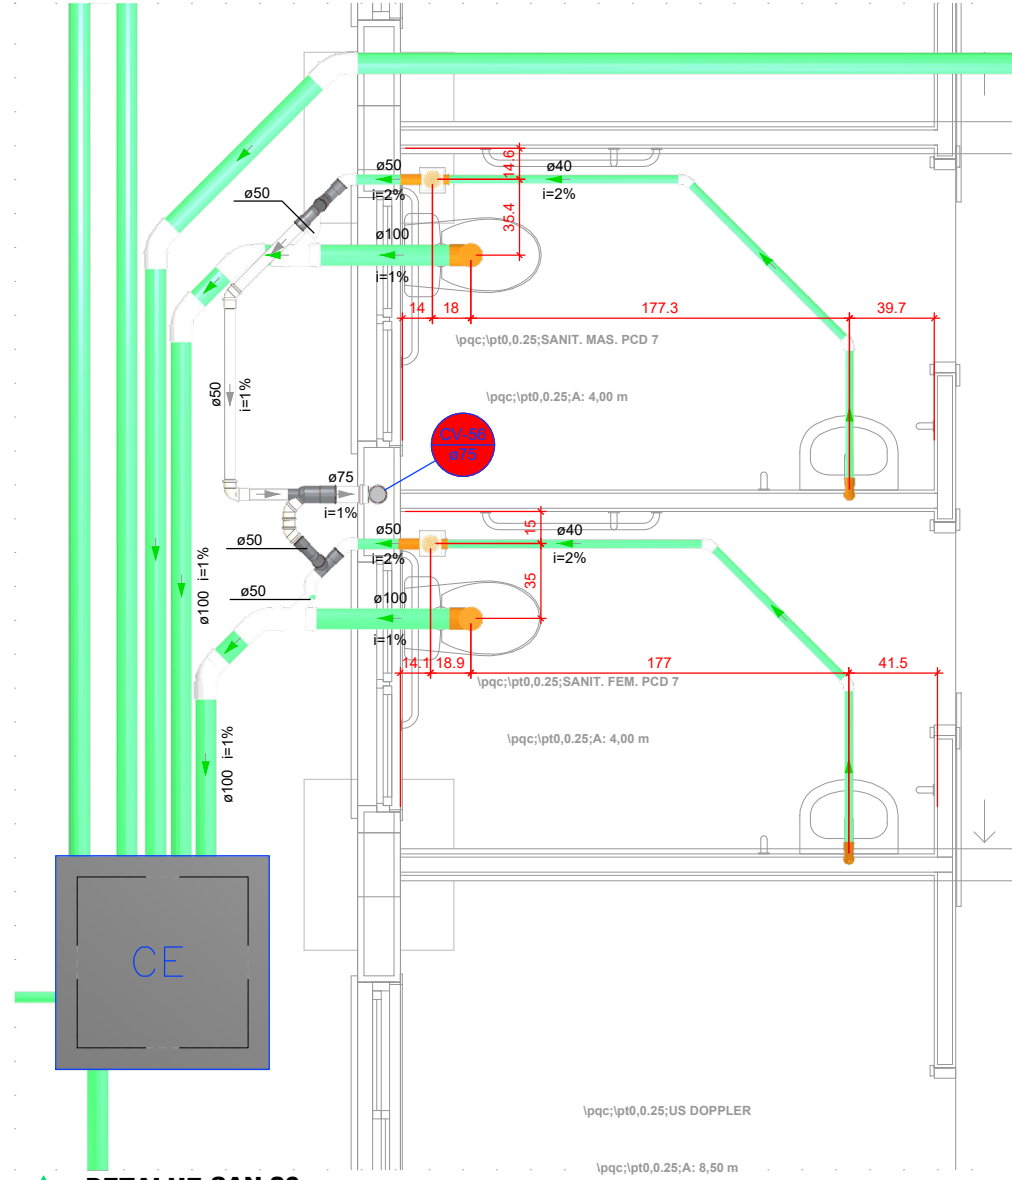 ø50
ø40
14.6
i=2%
i=2%
ø50
35.4
ø100
i=1%
14
18
177.3
39.7
\pqc;\pt0,0.25;SANIT. MAS. PCD 7
ø50
i=1%
\pqc;\pt0,0.25;A: 4,00 m
CV-56
ø75
ø75
i=1%
15
ø50
ø40
i=2%
i=2%
ø50
35
ø50
ø100
i=1%
ø100 i=1%
14.1
18.9
177
41.5
\pqc;\pt0,0.25;SANIT. FEM. PCD 7
\pqc;\pt0,0.25;A: 4,00 m
ø100 i=1%
CE
\pqc;\pt0,0.25;US DOPPLER
\pqc;\pt0,0.25;A: 8,50 m